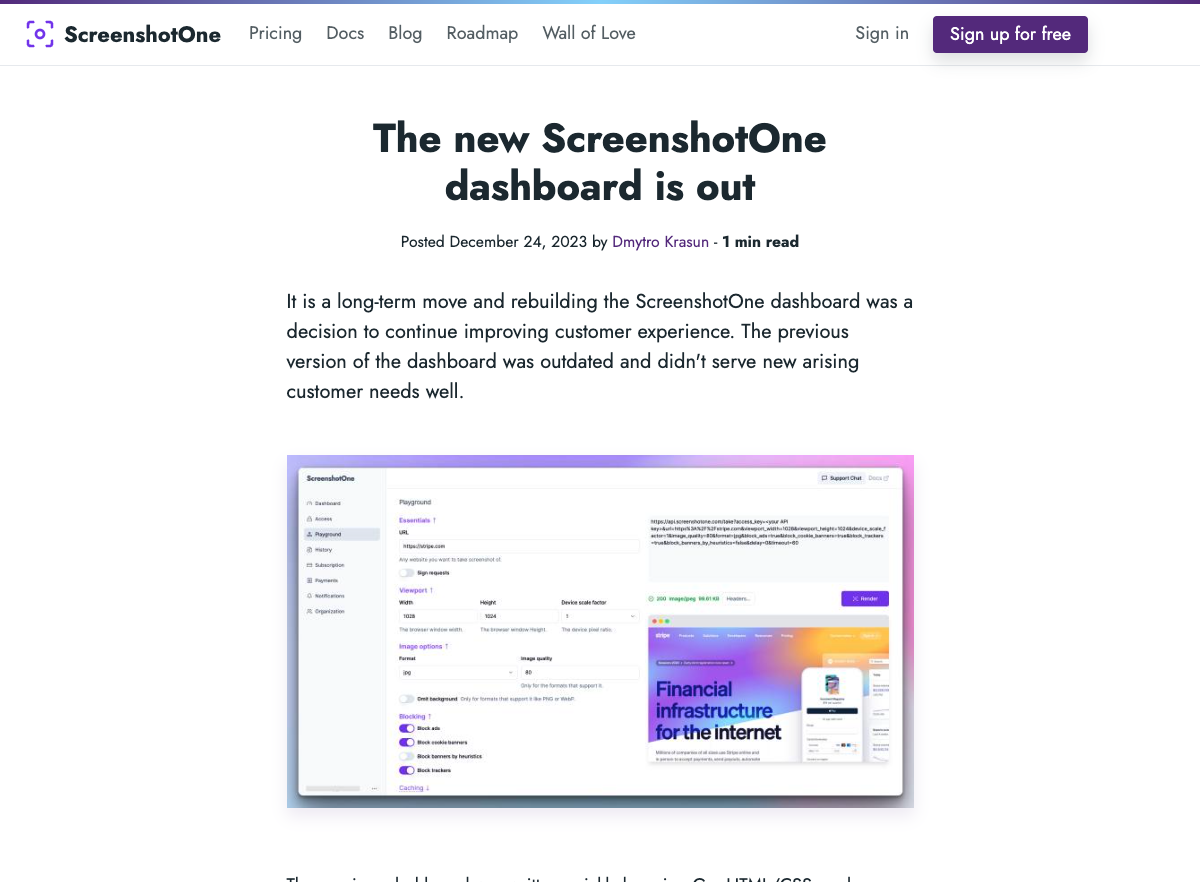 ScreenshotOne Pricing Docs Blog Roadmap Wall of Love Sign in Sign up for free
The new ScreenshotOne
dashboard is out
Posted December 24, 2023 by Dmytro Krasun - 1 min read
It is a long-term move and rebuilding the ScreenshotOne dashboard was a
decision to continue improving customer experience. The previous
version of the dashboard was outdated and didn't serve new arising
customer needs well.
ScreenshotOne
Support Chat Docs
Dashboard
Access
Playground
History
Subscription
Payments
Notifications
Organization
Playground
Essentials ↑
URL
https://stripe.com
Any website you want to take screenshot of.
Sign requests
Viewport ↑
Width Height Device scale factor
1028 1024 1
The browser window width. The browser window height. The device pixel ratio.
Image options ↑
Format Image quality
jpg 80
Only for the formats that support it.
Omit background Only for formats that support it like PNG or WebP.
Blocking ↑
Block ads
Block cookie banners
Block banners by heuristics
Block trackers
Caching ↓
https://api.screenshotone.com/take?access_key=<your API
key>&url=https%3A%2F%2Fstripe.com&viewport_width=1028&viewport_height=1024&device_scale_f
actor=1&image_quality=80&format=jpg&block_ads=true&block_cookie_banners=true&block_trackers
=true&block_banners_by_heuristics=false&delay=0&timeout=60
200 image/jpeg 99.61 KB Headers... Render
stripe Products Solutions Developers Resources Pricing
Financial
infrastructure
for the internet
Millions of companies of all sizes use Stripe online and
in person to accept payments, send payouts, automate